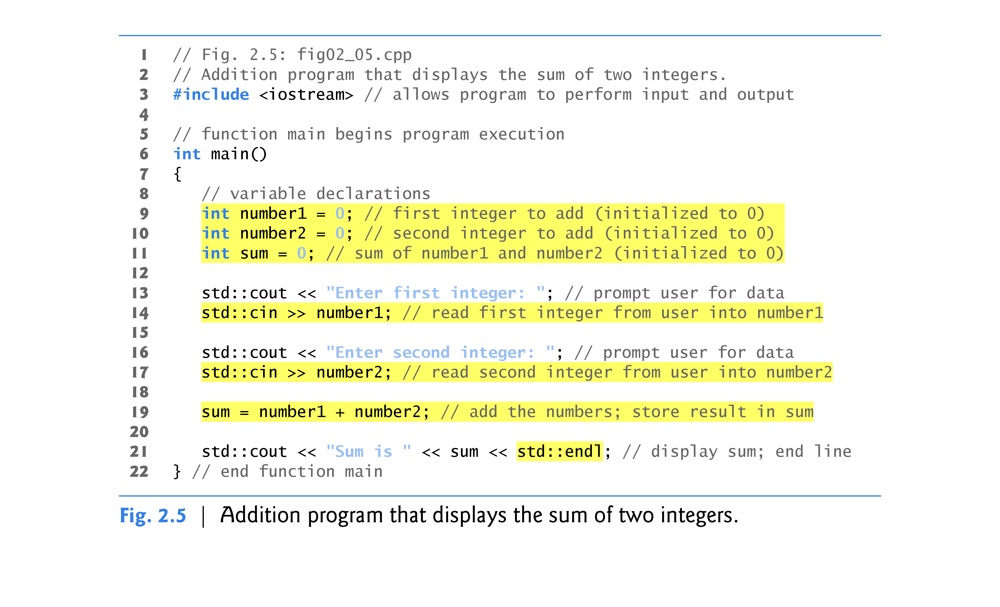 1 // Fig. 2.5: fig02_05.cpp
2 // Addition program that displays the sum of two integers.
3 #include <iostream> // allows program to perform input and output
4
5 // function main begins program execution
6 int main()
7 {
8    // variable declarations
9    int number1 = 0; // first integer to add (initialized to 0)
10    int number2 = 0; // second integer to add (initialized to 0)
11    int sum = 0; // sum of number1 and number2 (initialized to 0)
12
13    std::cout << "Enter first integer: "; // prompt user for data
14    std::cin >> number1; // read first integer from user into number1
15
16    std::cout << "Enter second integer: "; // prompt user for data
17    std::cin >> number2; // read second integer from user into number2
18
19    sum = number1 + number2; // add the numbers; store result in sum
20
21    std::cout << "Sum is " << sum << std::endl; // display sum; end line
22 } // end function main
Fig. 2.5 | Addition program that displays the sum of two integers.